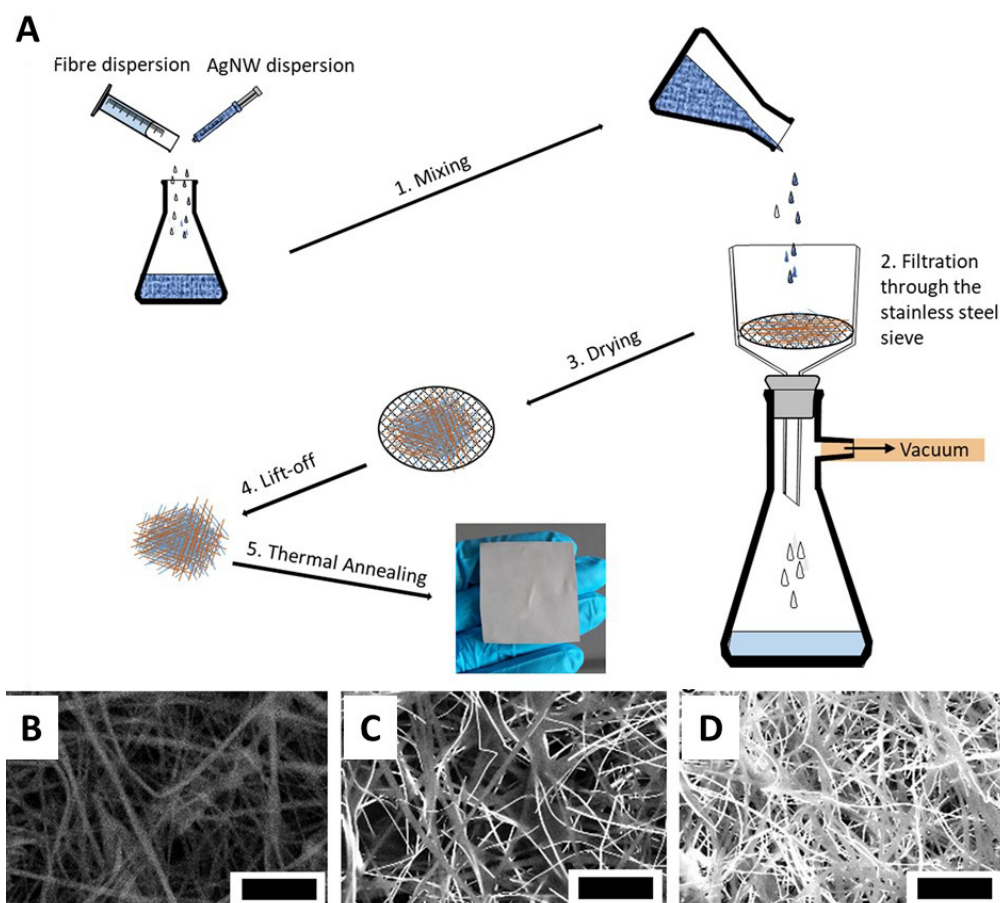 A
Fibre dispersion
AgNW dispersion
1. Mixing
2. Filtration
through the
stainless steel
sieve
3. Drying
Vacuum
4. Lift-off
5. Thermal Annealing
B
C
D